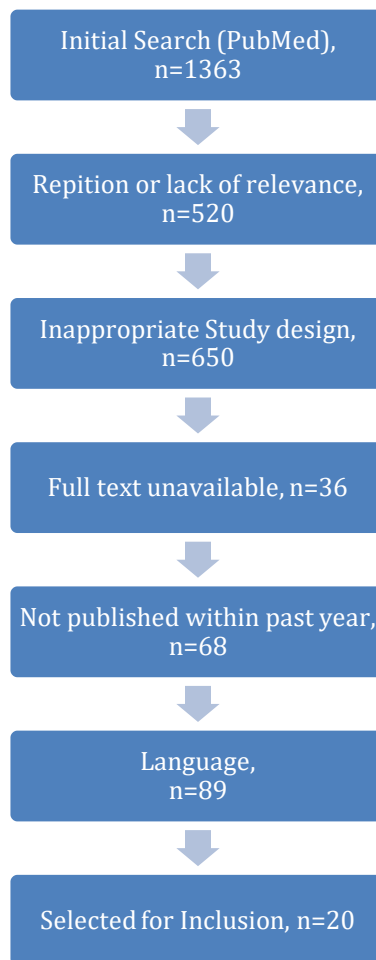 Initial Search (PubMed),
n=1363
Repition or lack of relevance,
n=520
Inappropriate Study design,
n=650
Full text unavailable, n=36
Not published within past year,
n=68
Language,
n=89
Selected for Inclusion, n=20